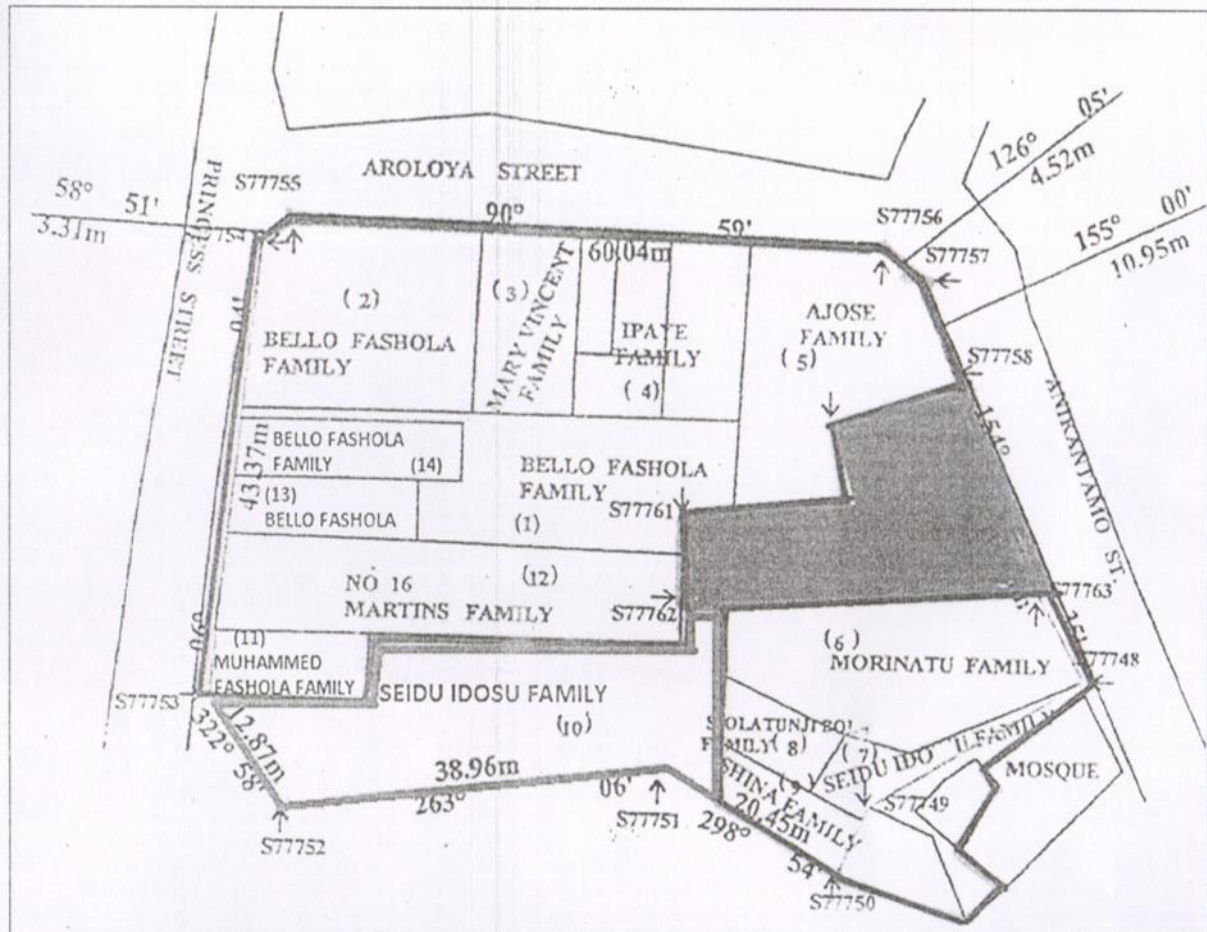 05'
126°
4.52m
AROLOYA STREET
S77755
58° 51'
3.31m
PRINCESS STREET
90° 59'
60.04m
S77756
S77757
155° 00'
10.95m
(2)
BELLO FASHOLA
FAMILY
(3)
MARY VINCENT
FAMILY
IPAYE
FAMILY
(4)
AJOSE
FAMILY
(5)
S77758
154°
ANIKANTAMO ST.
43.37m
BELLO FASHOLA
FAMILY (14)
(13)
BELLO FASHOLA
BELLO FASHOLA
FAMILY
(1)
S77761
(12)
NO 16
MARTINS FAMILY
S77762
S77763
151°
(11)
MUHAMMED
FASHOLA FAMILY
S77753
SEIDU IDOSU FAMILY
(10)
(6)
MORINATU FAMILY
77748
FAMILY (8)
(7)
SEIDU IDO
FAMILY
MOSQUE
(9
SHINA FAMILY
S77749
322° 58'
12.87m
38.96m
263° 06'
S77751
20.45m
298° 54'
S77752
S77750